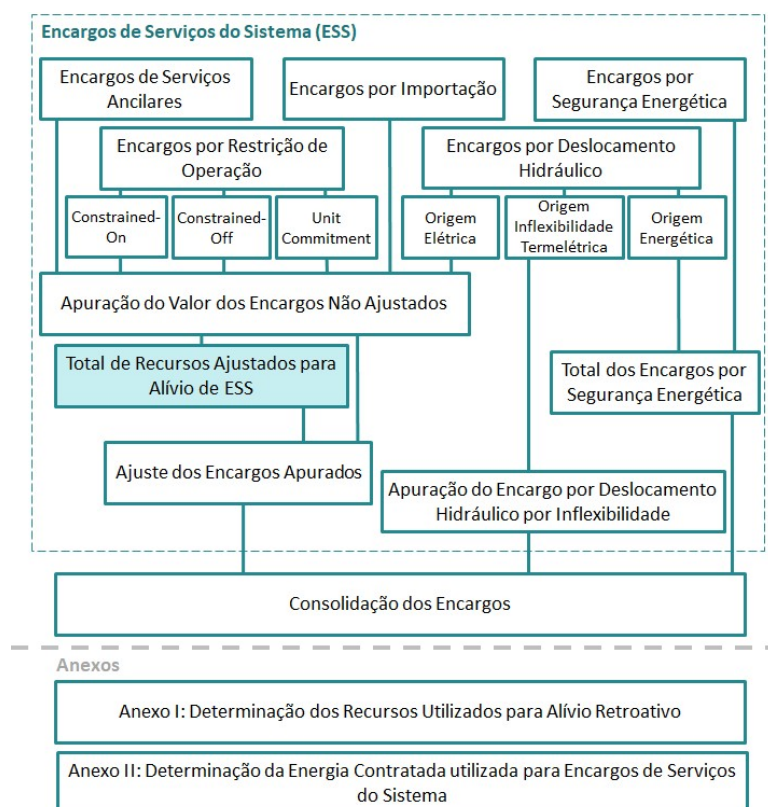 Encargos de Serviços do Sistema (ESS)
Encargos de Serviços
Ancilares
Encargos por Importação
Encargos por
Segurança Energética
Encargos por Restrição de
Operação
Encargos por Deslocamento
Hidráulico
Constrained-
On
Constrained-
Off
Unit
Commitment
Origem
Elétrica
Origem
Inflexibilidade
Termelétrica
Origem
Energética
Apuração do Valor dos Encargos Não Ajustados
Total de Recursos Ajustados para
Alívio de ESS
Total dos Encargos por
Segurança Energética
Ajuste dos Encargos Apurados
Apuração do Encargo por Deslocamento
Hidráulico por Inflexibilidade
Consolidação dos Encargos
Anexos
Anexo I: Determinação dos Recursos Utilizados para Alívio Retroativo
Anexo II: Determinação da Energia Contratada utilizada para Encargos de Serviços
do Sistema